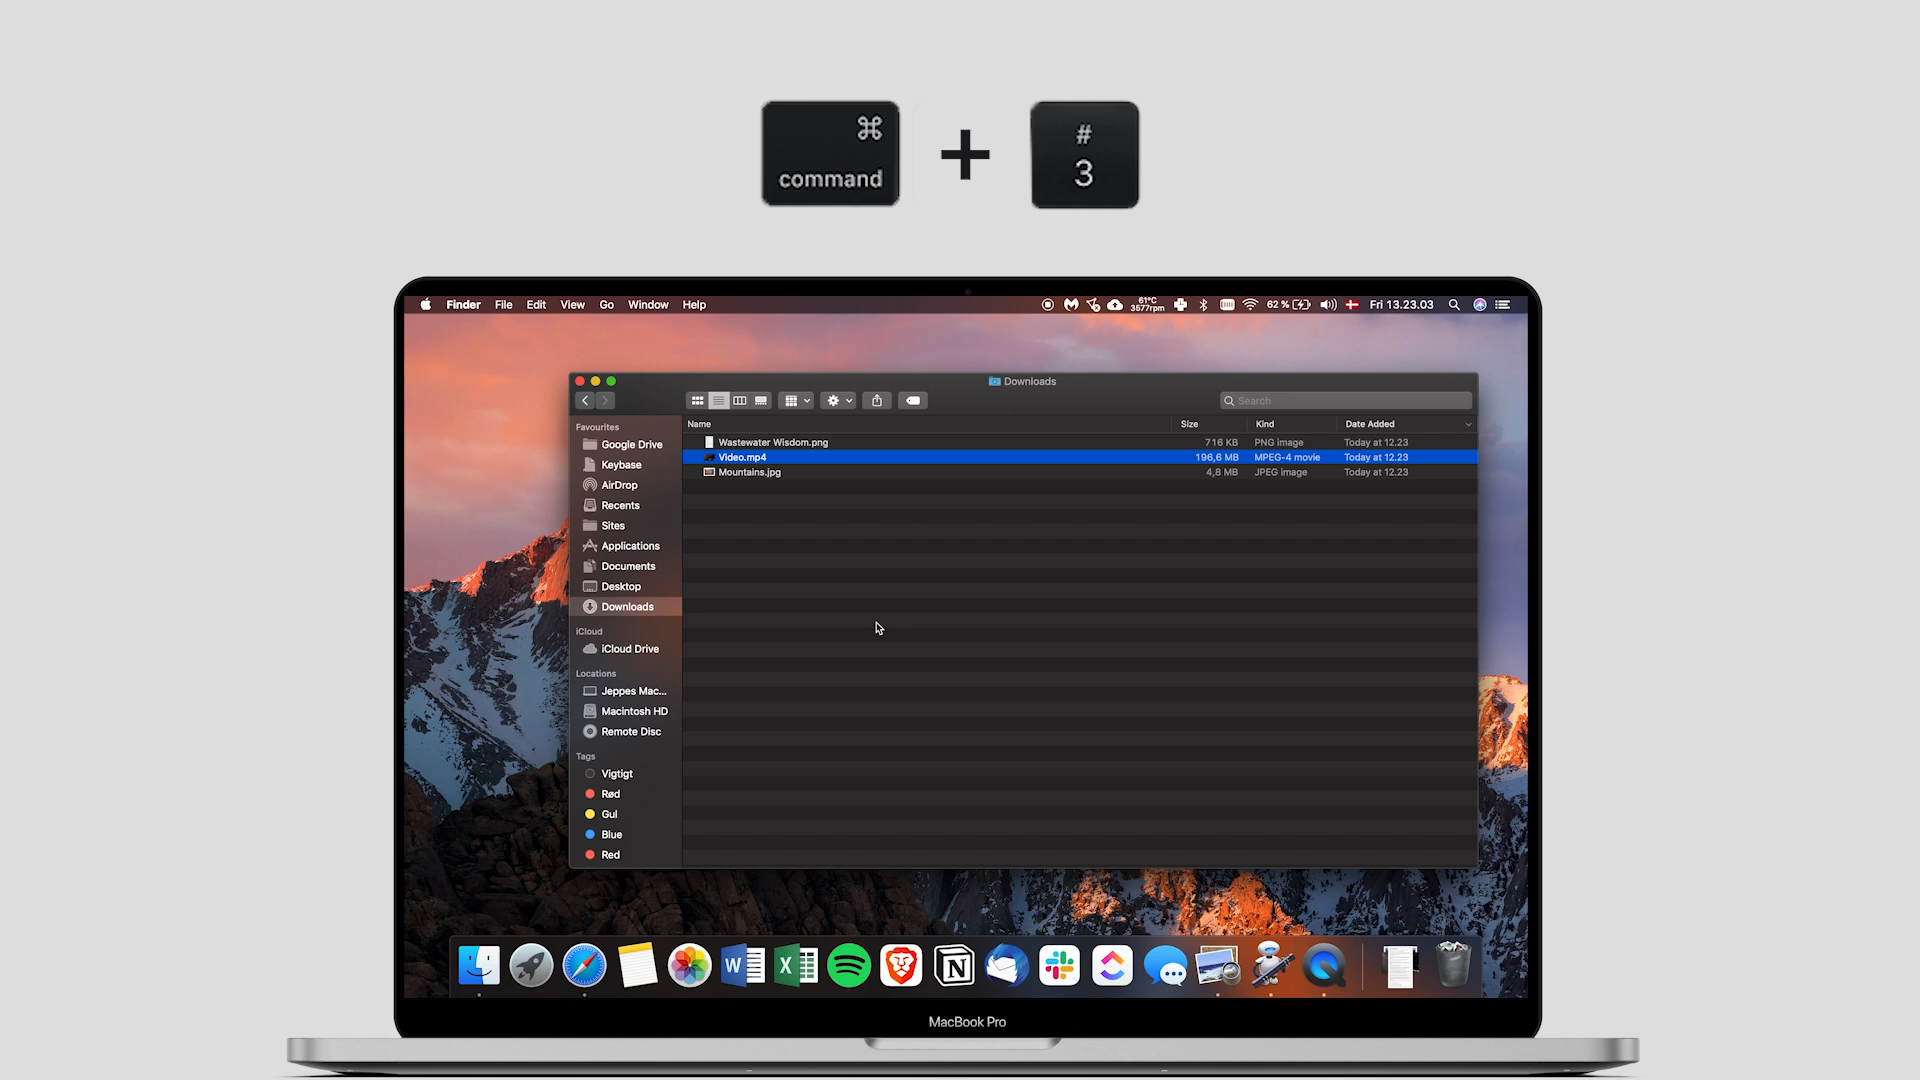 ⌘
command
+
#
3
Finder File Edit View Go Window Help
61°C
3577rpm
62 %
Fri 13.23.03
Downloads
Search
Favourites
Google Drive
Keybase
AirDrop
Recents
Sites
Applications
Documents
Desktop
Downloads
iCloud
iCloud Drive
Locations
Jeppes Mac...
Macintosh HD
Remote Disc
Tags
Vigtigt
Rød
Gul
Blue
Red
Name Size Kind Date Added
Wastewater Wisdom.png 716 KB PNG image Today at 12.23
Video.mp4 196,6 MB MPEG-4 movie Today at 12.23
Mountains.jpg 4,8 MB JPEG image Today at 12.23
W
X
N
MacBook Pro